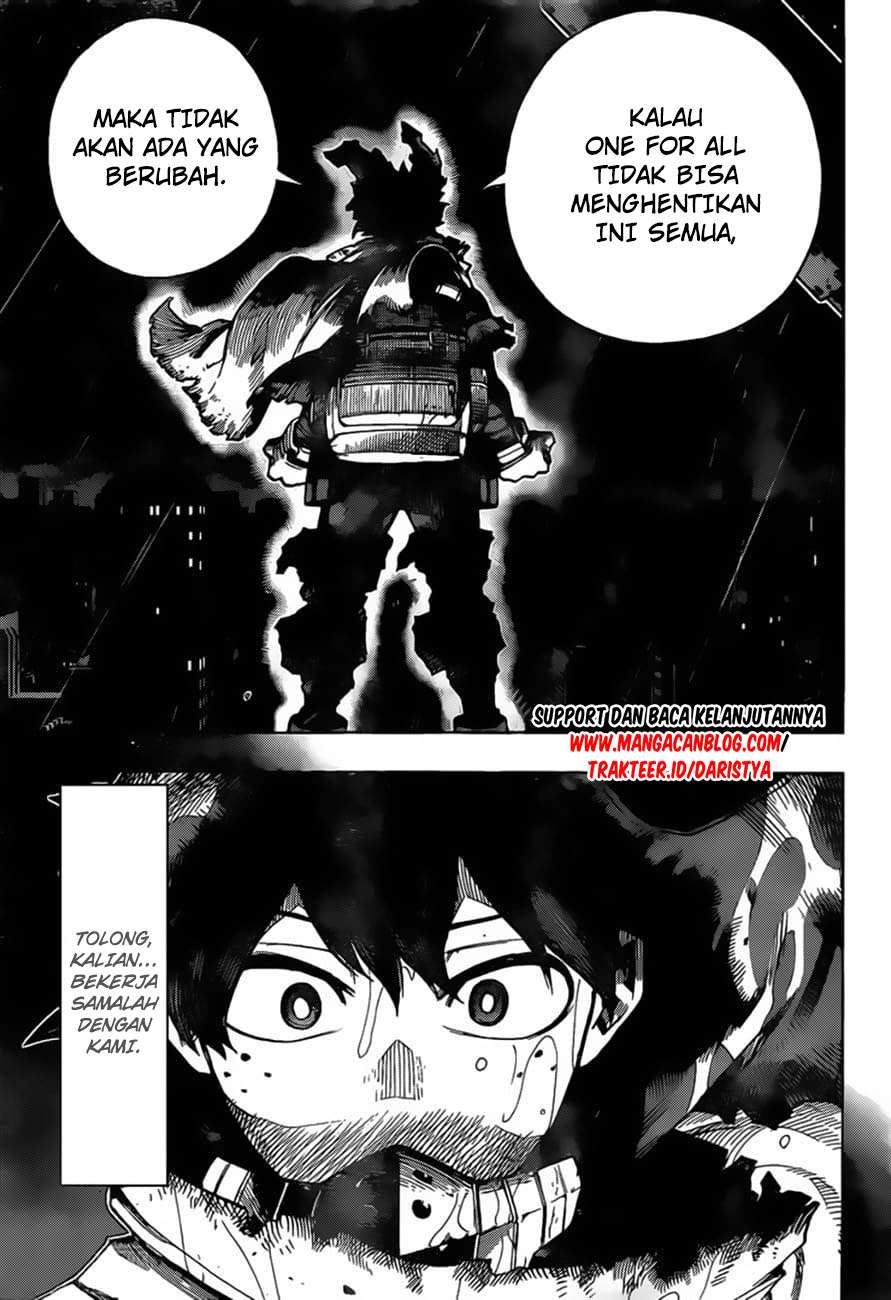 KALAU
ONE FOR ALL
TIDAK BISA
MENGHENTIKAN
INI SEMUA,
MAKA TIDAK
AKAN ADA YANG
BERUBAH.
SUPPORT DAN BACA KELANJUTANNYA
WWW.MANGACANBLOG.COM/
TRAKTEER.ID/DARISTYA
TOLONG,
KALIAN...
BEKERJA
SAMALAH
DENGAN
KAMI.